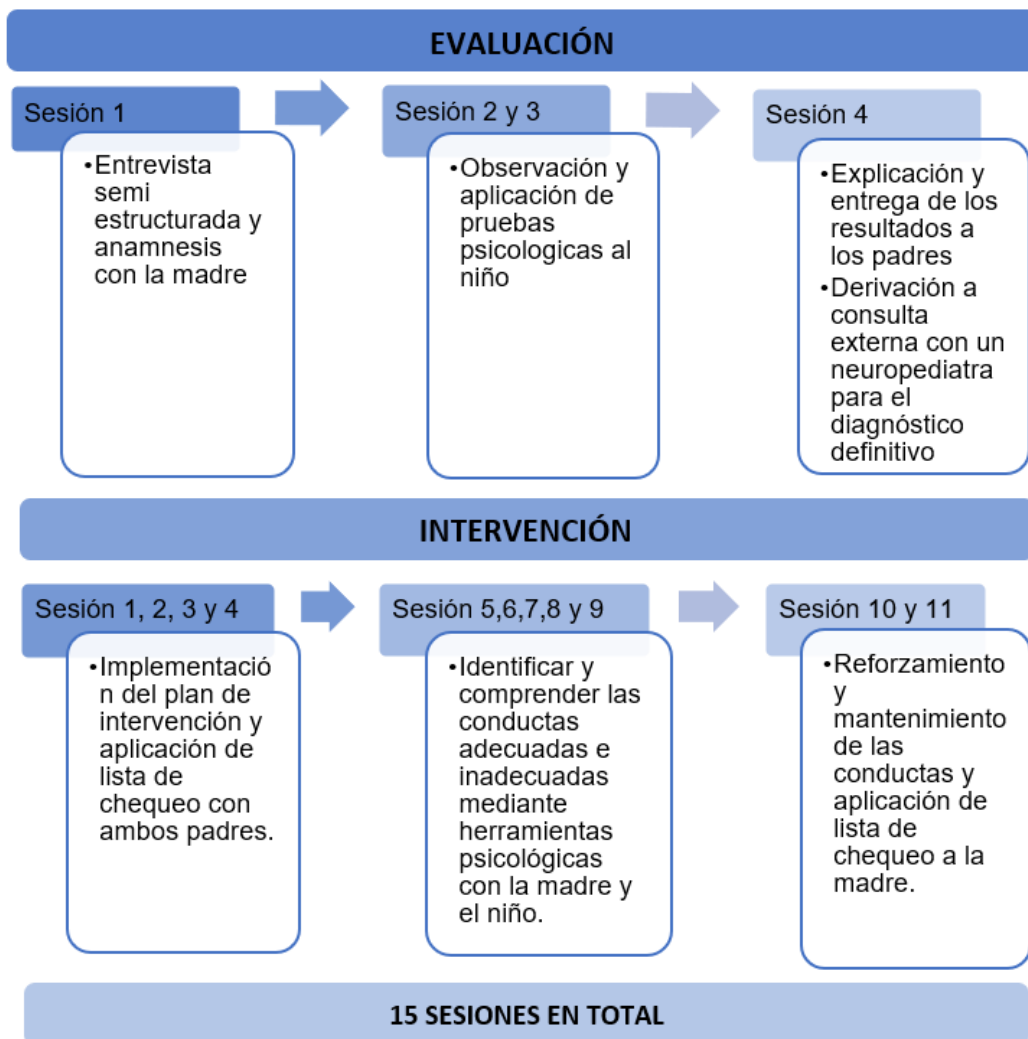 EVALUACIÓN
Sesión 1
•Entrevista
semi
estructurada y
anamnesis
con la madre
Sesión 2 y 3
•Observación y
aplicación de
pruebas
psicologicas al
niño
Sesión 4
•Explicación y
entrega de los
resultados a
los padres
•Derivación a
consulta
externa con un
neuropediatra
para el
diagnóstico
definitivo
INTERVENCIÓN
Sesión 1, 2, 3 y 4
•Implementació
n del plan de
intervención y
aplicación de
lista de
chequeo con
ambos padres.
Sesión 5,6,7,8 y 9
•Identificar y
comprender las
conductas
adecuadas e
inadecuadas
mediante
herramientas
psicológicas
con la madre y
el niño.
Sesión 10 y 11
•Reforzamiento
y
mantenimiento
de las
conductas y
aplicación de
lista de
chequeo a la
madre.
15 SESIONES EN TOTAL